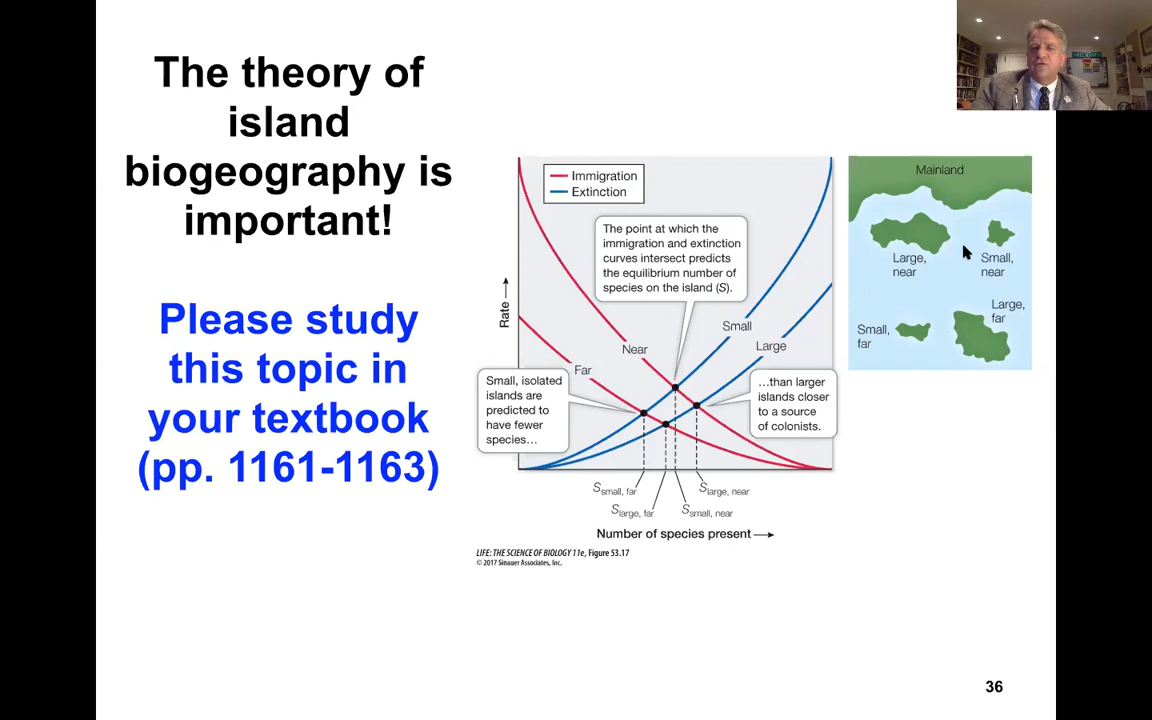 The theory of
island
biogeography is
important!
Please study
this topic in
your textbook
(pp. 1161-1163)
Immigration
Extinction
The point at which the
immigration and extinction
curves intersect predicts
the equilibrium number of
species on the island (S).
Rate
Small
Large
Near
Far
Small, isolated
islands are
predicted to
have fewer
species…
…than larger
islands closer
to a source
of colonists.
Ssmall, far
Slarge, near
Slarge, far
Ssmall, near
Number of species present
LIFE: THE SCIENCE OF BIOLOGY 11e, Figure 53.17
© 2017 Sinauer Associates, Inc.
Mainland
Large,
near
Small,
near
Large,
far
Small,
far
36